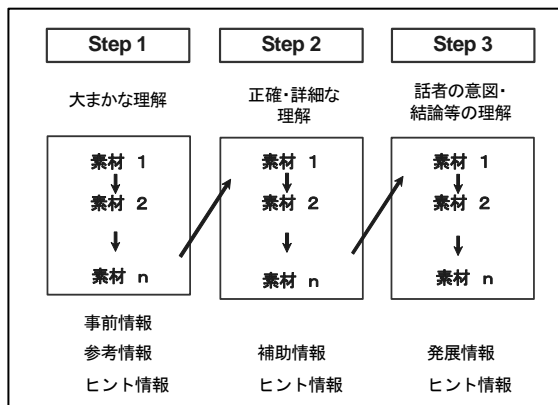 Step 1
大まかな理解
素材 1
素材 2
素材 n
事前情報
参考情報
ヒント情報
Step 2
正確・詳細な
理解
素材 1
素材 2
素材 n
補助情報
ヒント情報
Step 3
話者の意図・
結論等の理解
素材 1
素材 2
素材 n
発展情報
ヒント情報